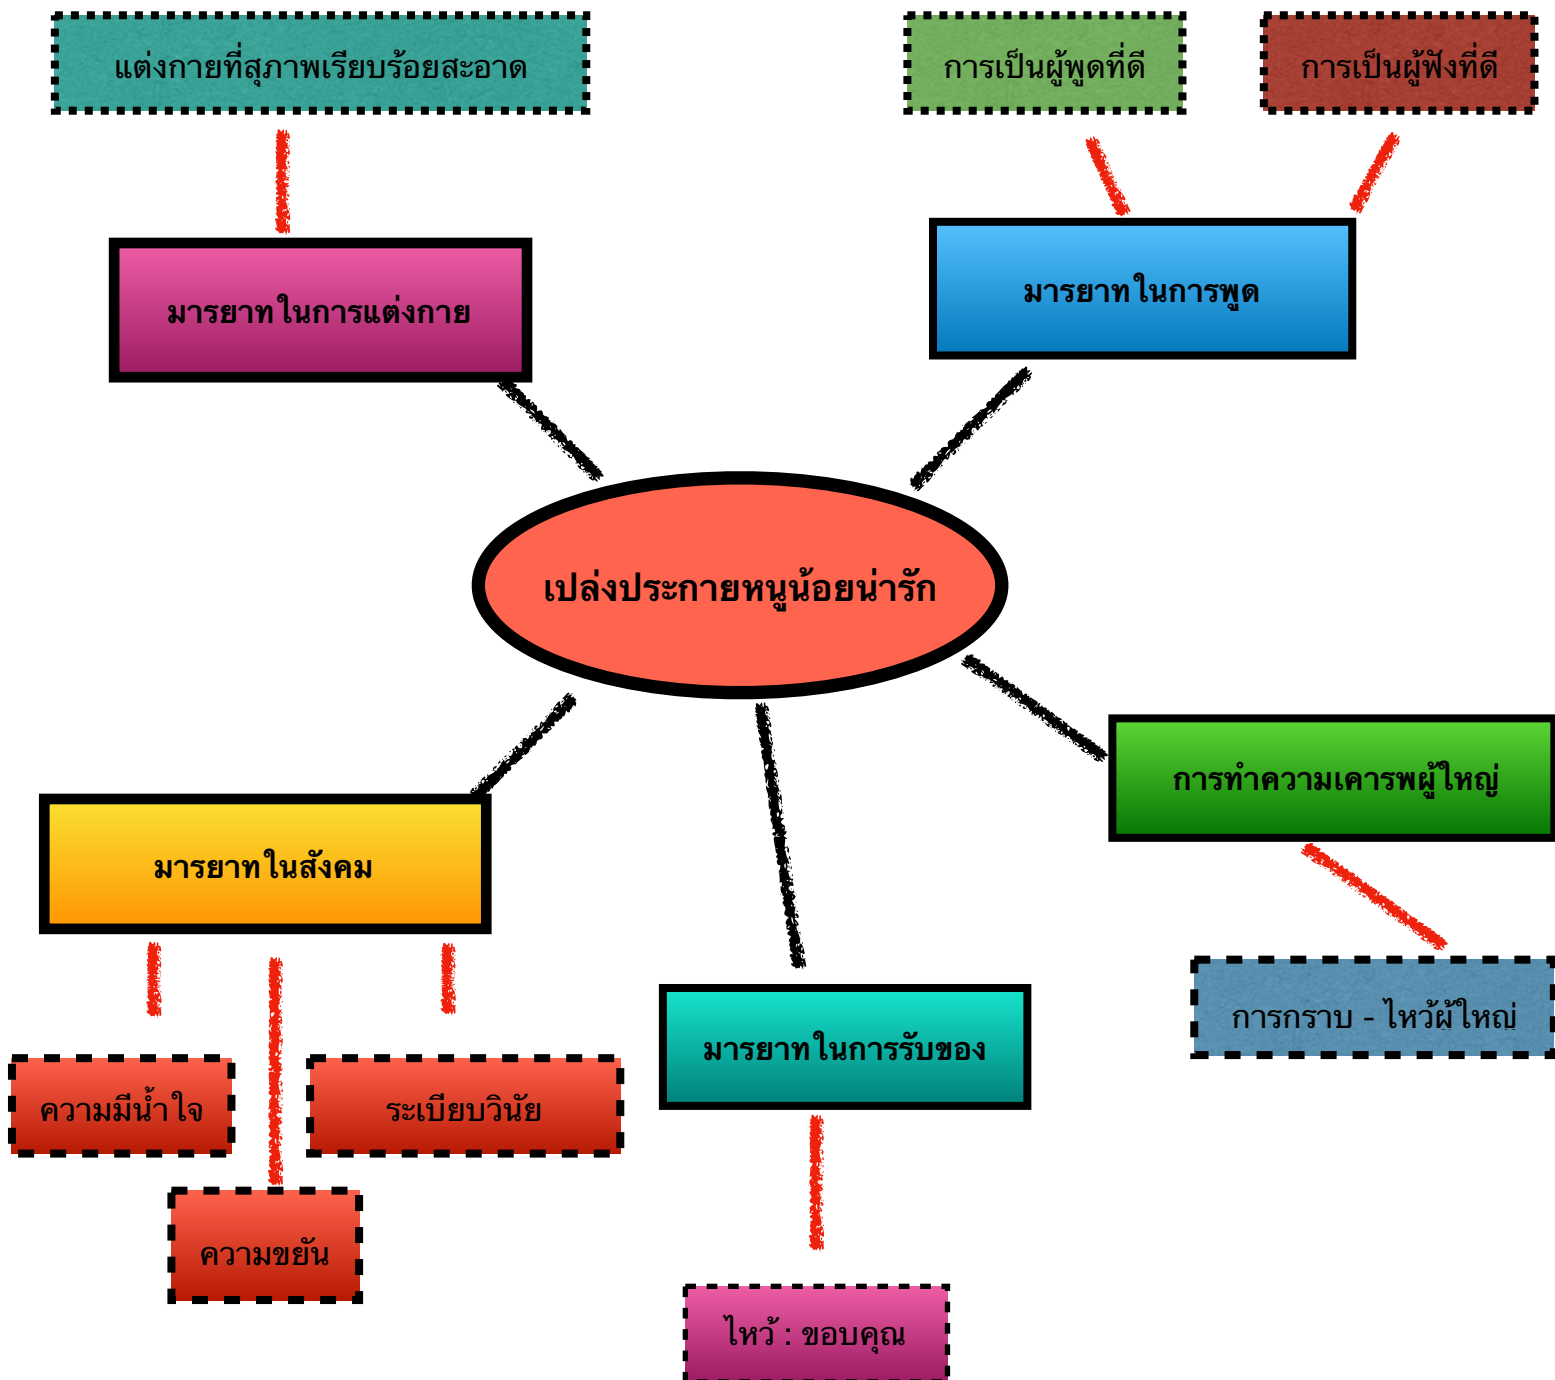 แต่งกายที่สุภาพเรียบร้อยสะอาด
การเป็นผู้พูดที่ดี
การเป็นผู้ฟังที่ดี
มารยาทในการแต่งกาย
มารยาทในการพูด
เปล่งประกายหนูน้อยน่ารัก
การทำความเคารพผู้ใหญ่
มารยาทในสังคม
การกราบ - ไหว้ผู้ใหญ่
มารยาทในการรับของ
ความมีน้ำใจ
ระเบียบวินัย
ความขยัน
ไหว้ : ขอบคุณ